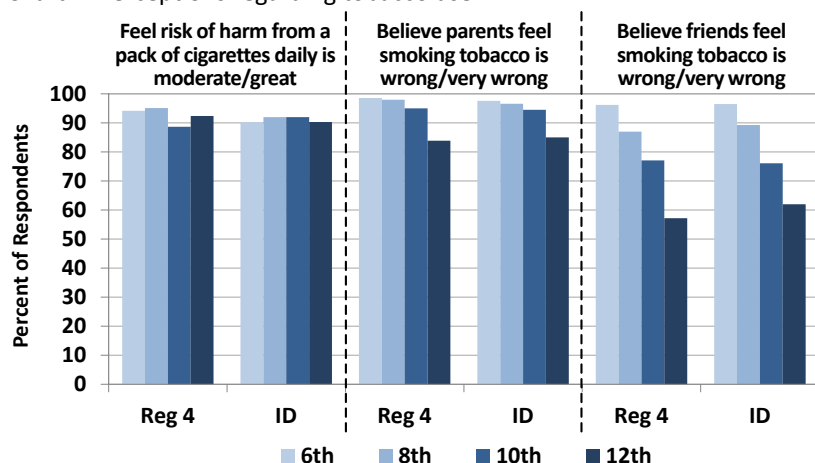 Feel risk of harm from a
pack of cigarettes daily is
moderate/great
Believe parents feel
smoking tobacco is
wrong/very wrong
Believe friends feel
smoking tobacco is
wrong/very wrong
Percent of Respondents
100
90
80
70
60
50
40
30
20
10
0
Reg 4
ID
Reg 4
ID
Reg 4
ID
6th
8th
10th
12th